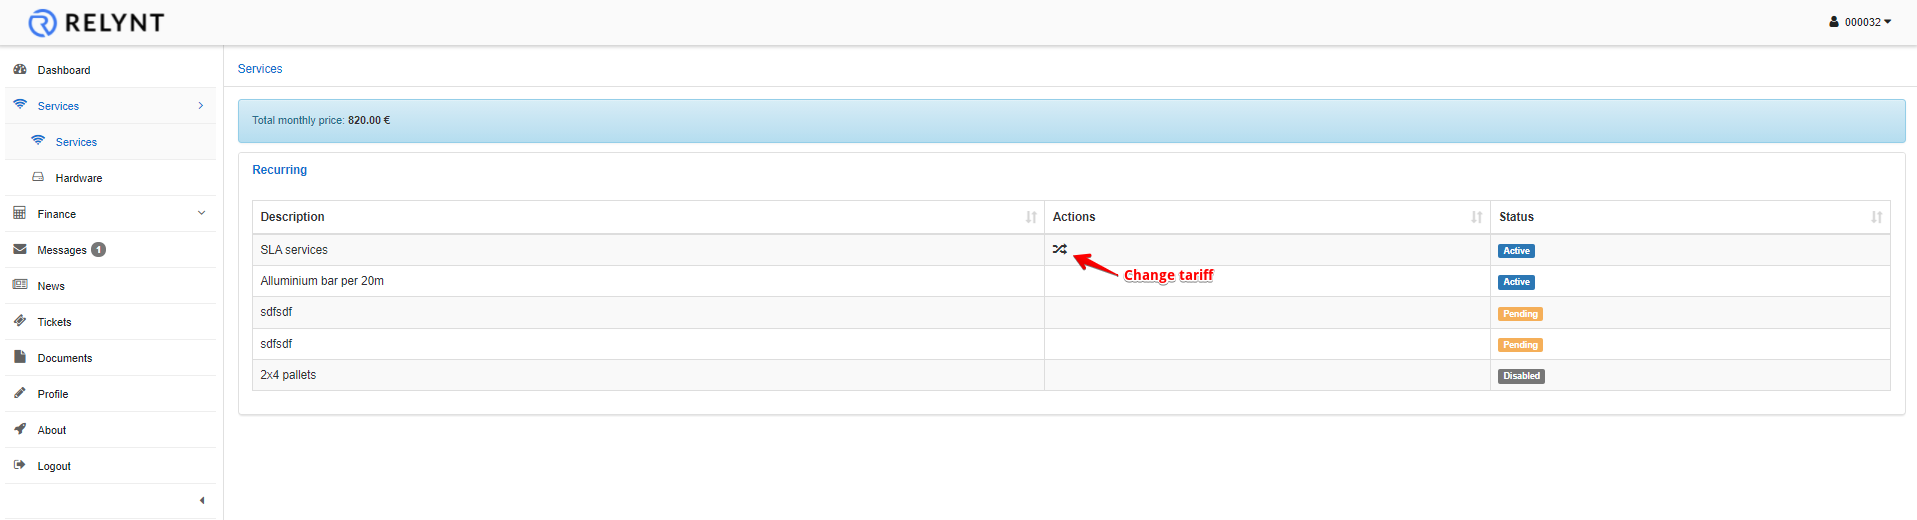 RELYNT
000032
Dashboard
Services
Services
Hardware
Finance
Messages 1
News
Tickets
Documents
Profile
About
Logout
Services
Total monthly price: 820.00 €
Recurring
Description Actions Status
SLA services Active
Change tariff
Alluminium bar per 20m Active
sdfsdf Pending
sdfsdf Pending
2x4 pallets Disabled